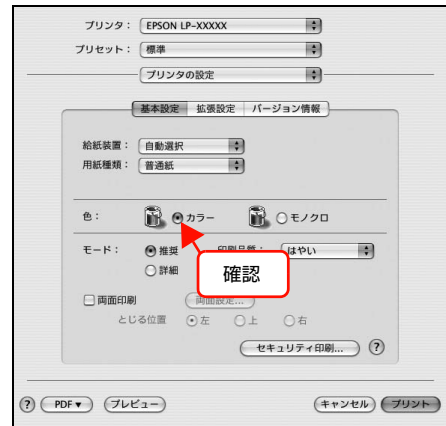 プリンタ： EPSON LP-XXXXX
プリセット： 標準
プリンタの設定
基本設定 拡張設定 バージョン情報
給紙装置： 自動選択
用紙種類： 普通紙
色： カラー モノクロ
モード： 推奨 印刷品質： はやい
詳細
確認
両面印刷 両面設定...
とじる位置 左 上 右
セキュリティ印刷... ?
? PDF▼ プレビュー キャンセル プリント